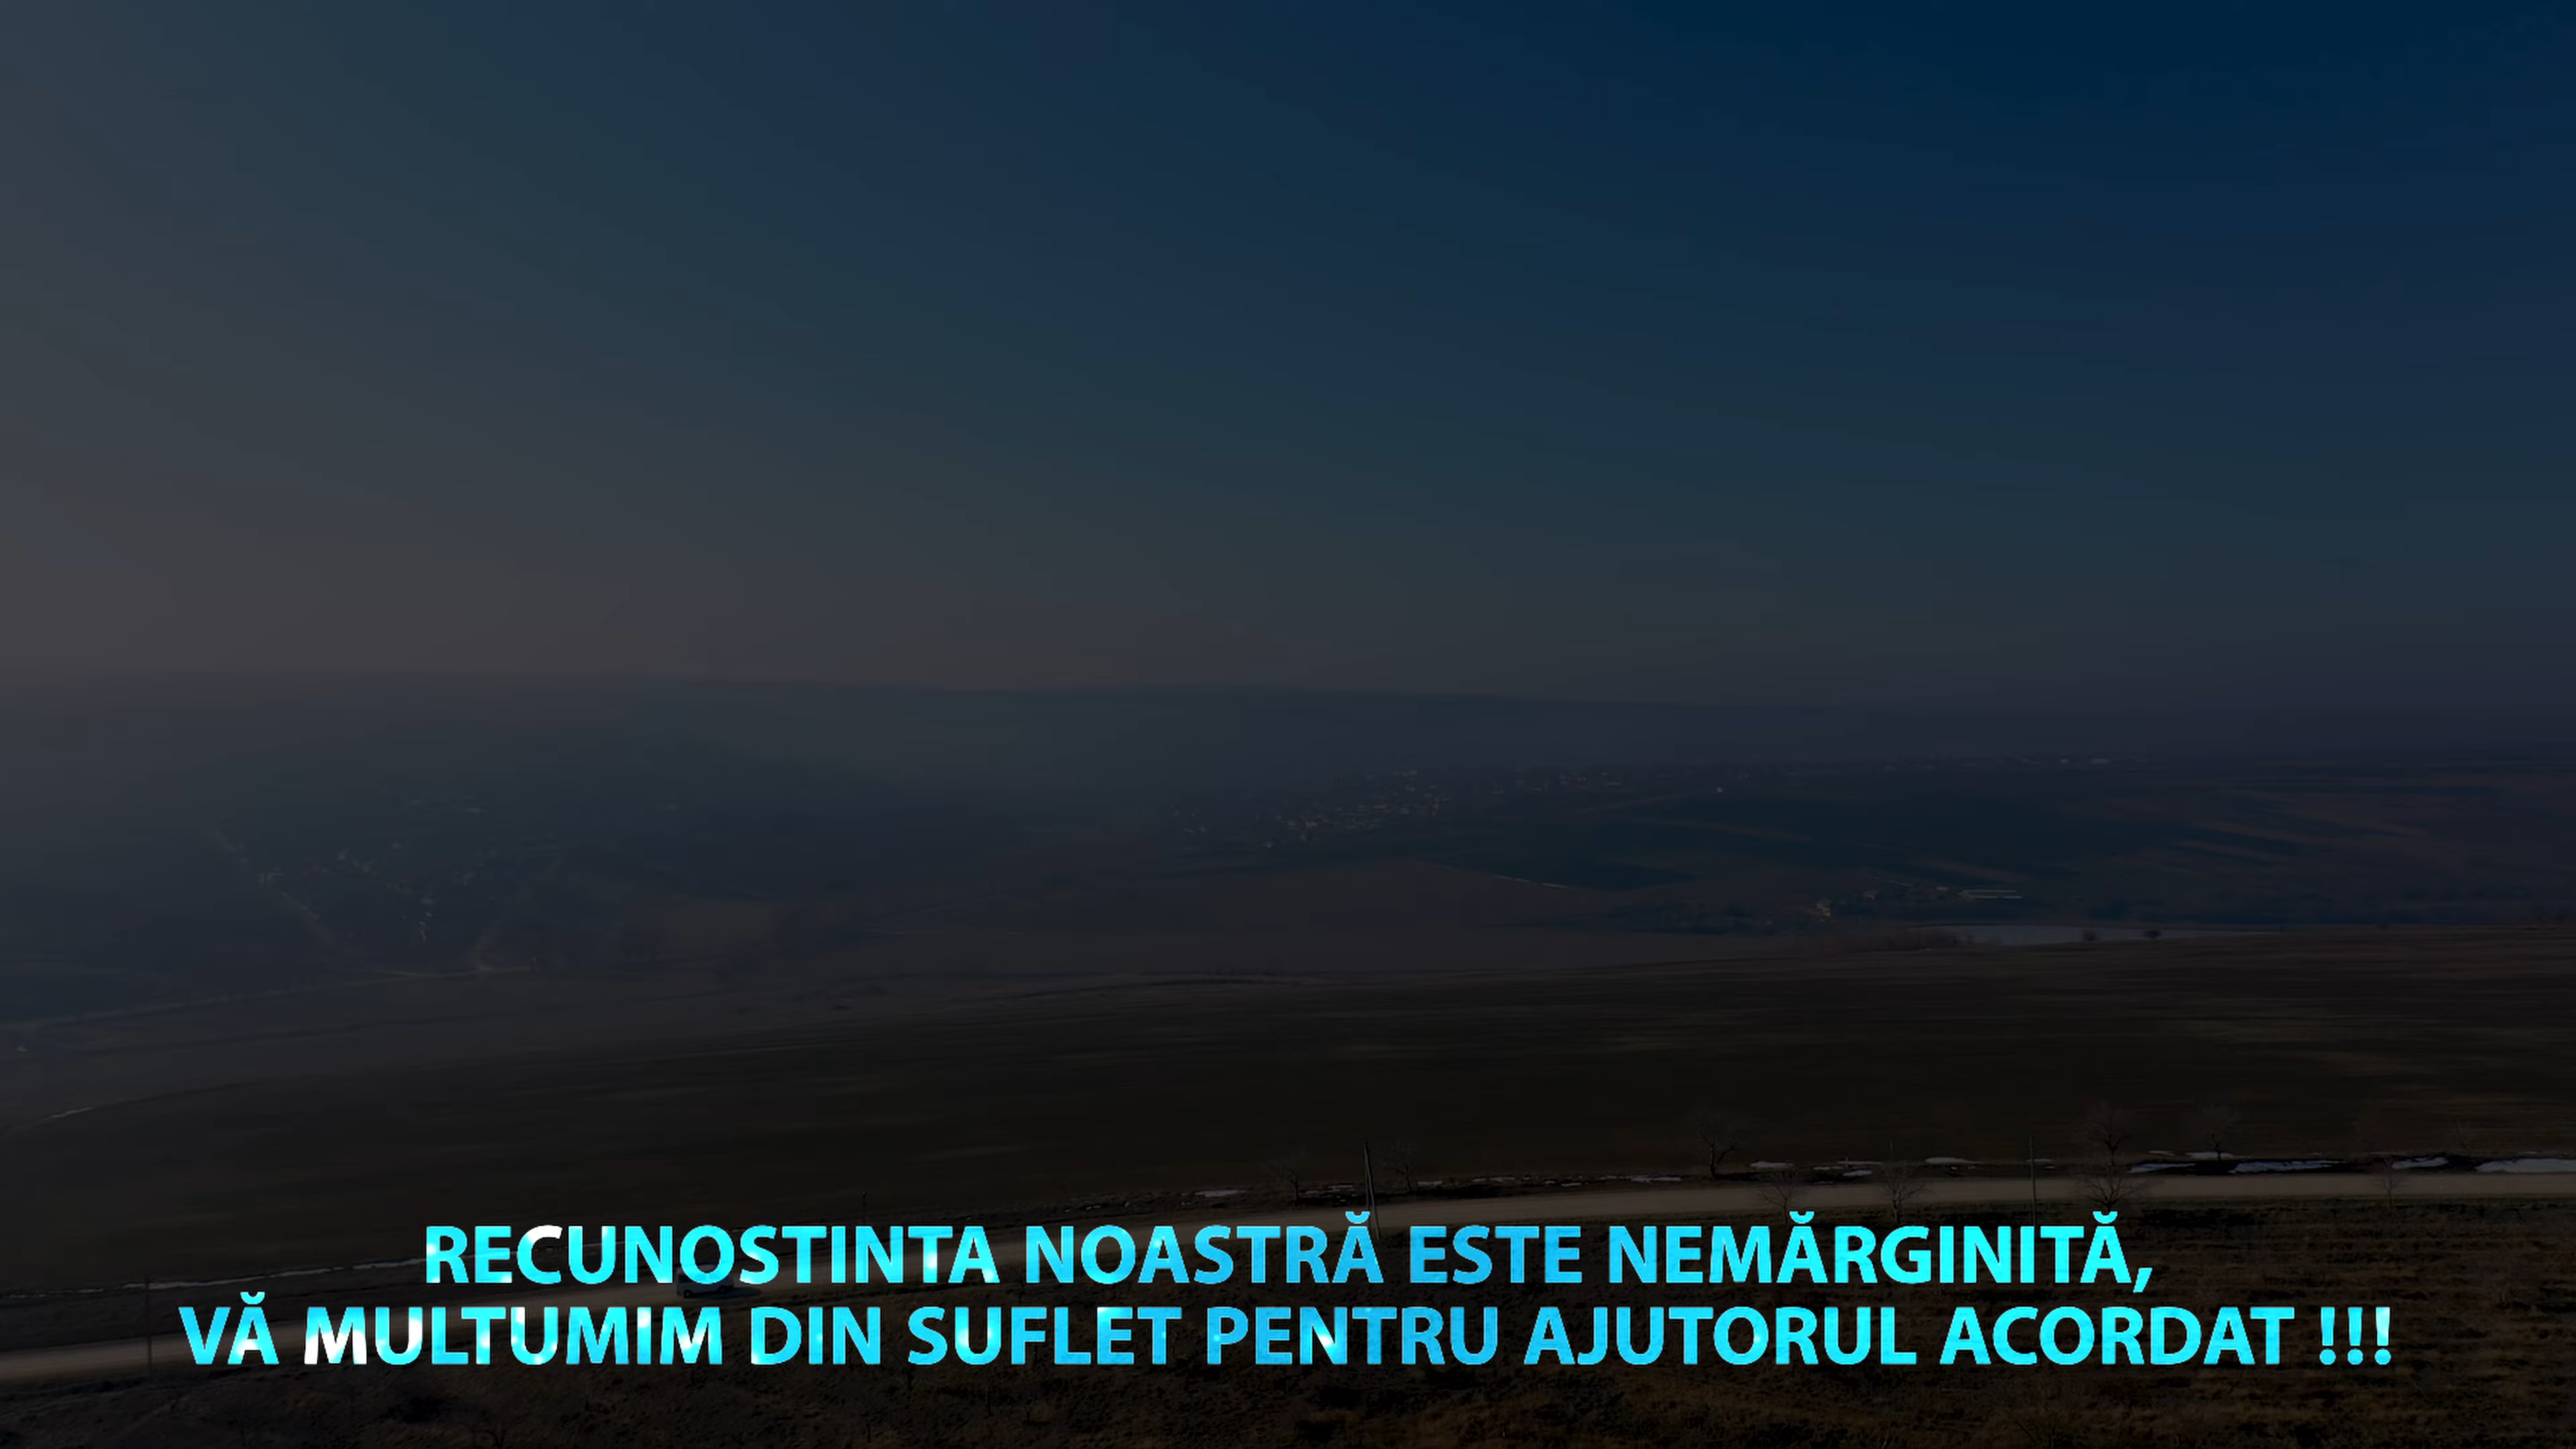 RECUNOSTINTA NOASTRĂ ESTE NEMĂRGINITĂ,
VĂ MULTUMIM DIN SUFLET PENTRU AJUTORUL ACORDAT !!!